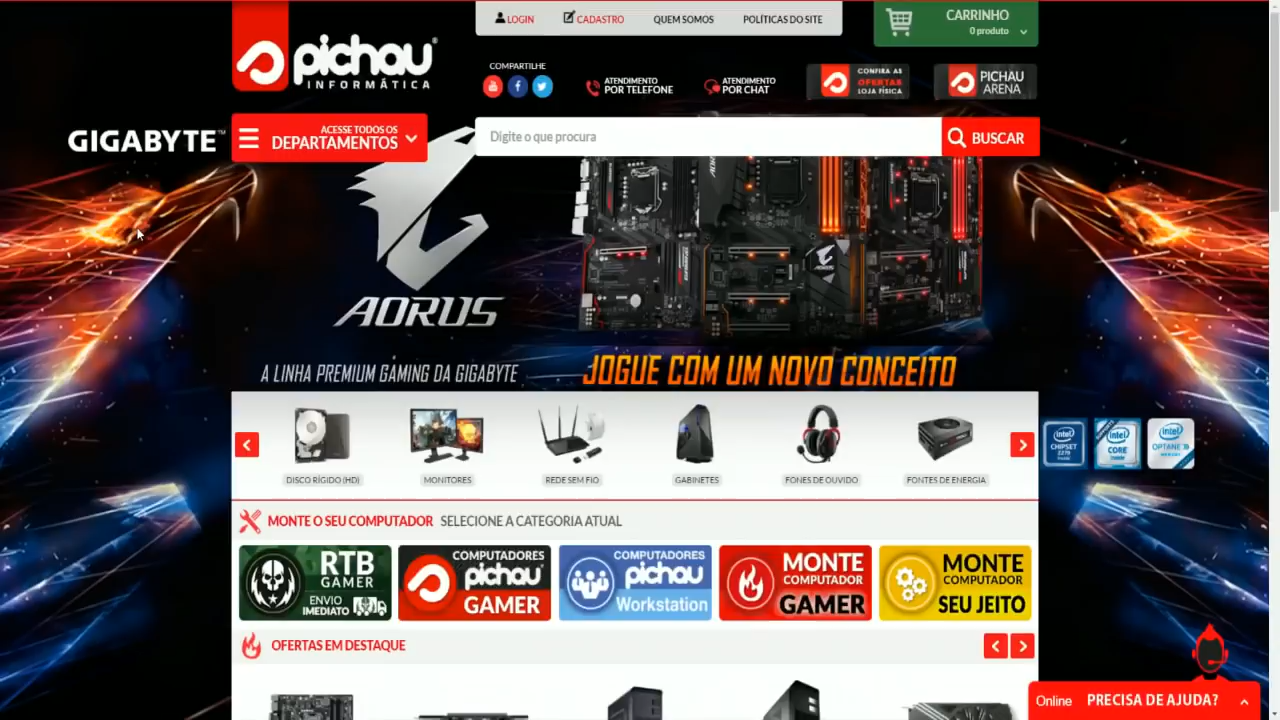 LOGIN
CADASTRO
QUEM SOMOS
POLÍTICAS DO SITE
CARRINHO
0 produto
pichau®
INFORMÁTICA
COMPARTILHE
ATENDIMENTO
POR TELEFONE
ATENDIMENTO
POR CHAT
CONFIRA AS
OFERTAS
LOJA FÍSICA
PICHAU
ARENA
GIGABYTE™
ACESSE TODOS OS
DEPARTAMENTOS
Digite o que procura
BUSCAR
AORUS
A LINHA PREMIUM GAMING DA GIGABYTE
JOGUE COM UM NOVO CONCEITO
DISCO RÍGIDO (HD)
MONITORES
REDE SEM FIO
GABINETES
FONES DE OUVIDO
FONTES DE ENERGIA
intel
CHIPSET
Z270
intel
CORE
intel
OPTANE
MONTE O SEU COMPUTADOR SELECIONE A CATEGORIA ATUAL
RTB
GAMER
ENVIO
IMEDIATO
COMPUTADORES
pichau
GAMER
COMPUTADORES
pichau
Workstation
MONTE
COMPUTADOR
GAMER
MONTE
COMPUTADOR
SEU JEITO
OFERTAS EM DESTAQUE
Online PRECISA DE AJUDA?